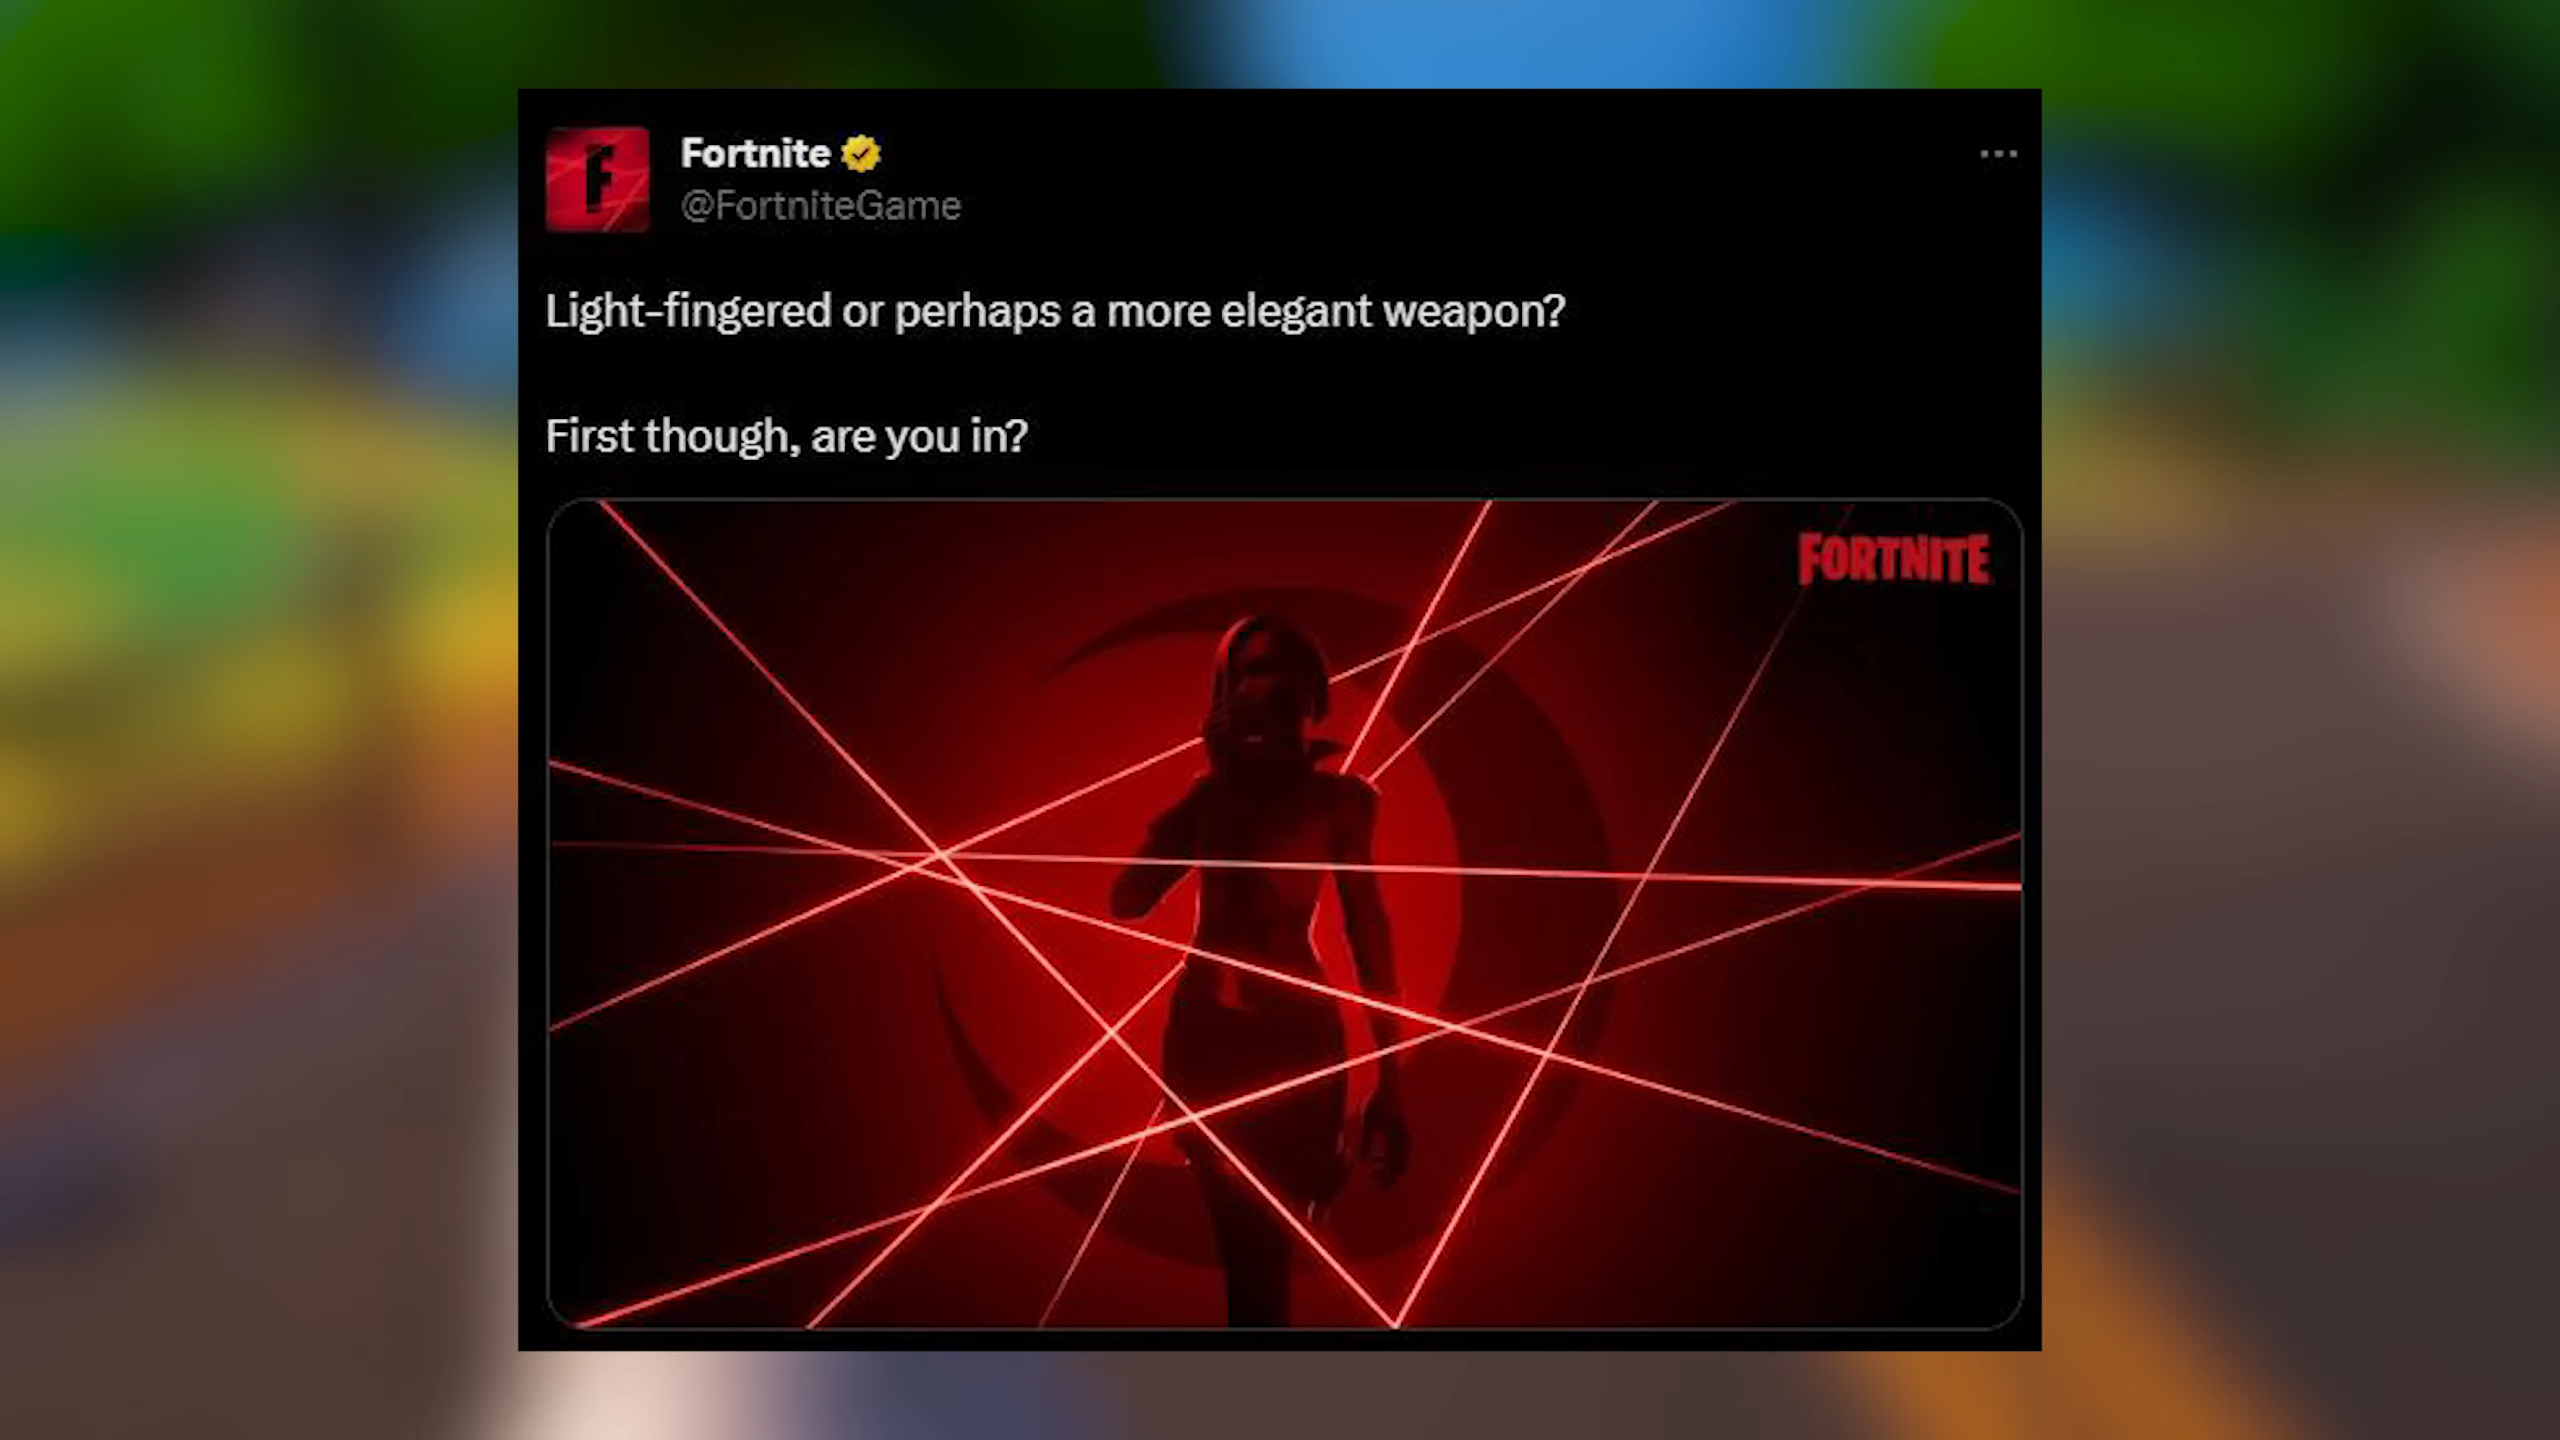 F
Fortnite
@FortniteGame
Light-fingered or perhaps a more elegant weapon?
First though, are you in?
FORTNITE